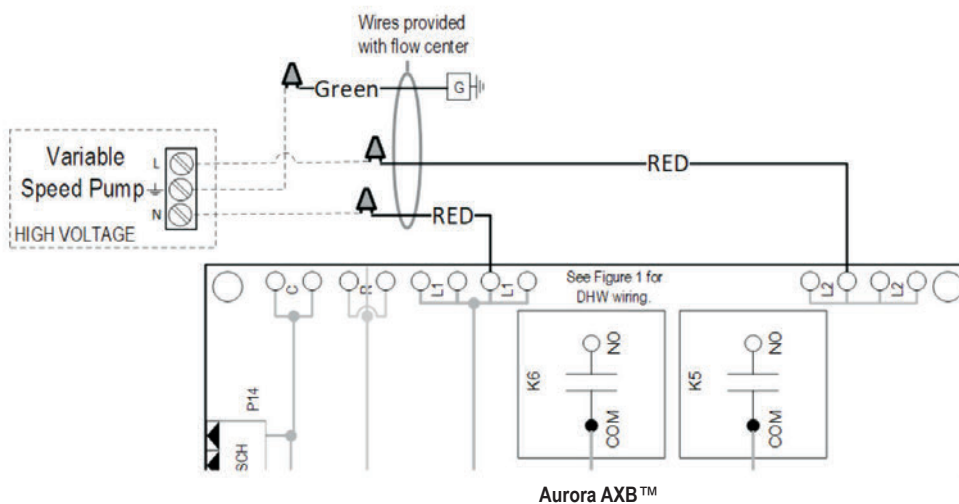 Wires provided
with flow center
Green
G
Variable
Speed Pump
HIGH VOLTAGE
L
N
RED
RED
C
R
L1
L1
See Figure 1 for
DHW wiring.
L2
L2
K6
NO
COM
K5
NO
COM
P14
SCH
Aurora AXB™